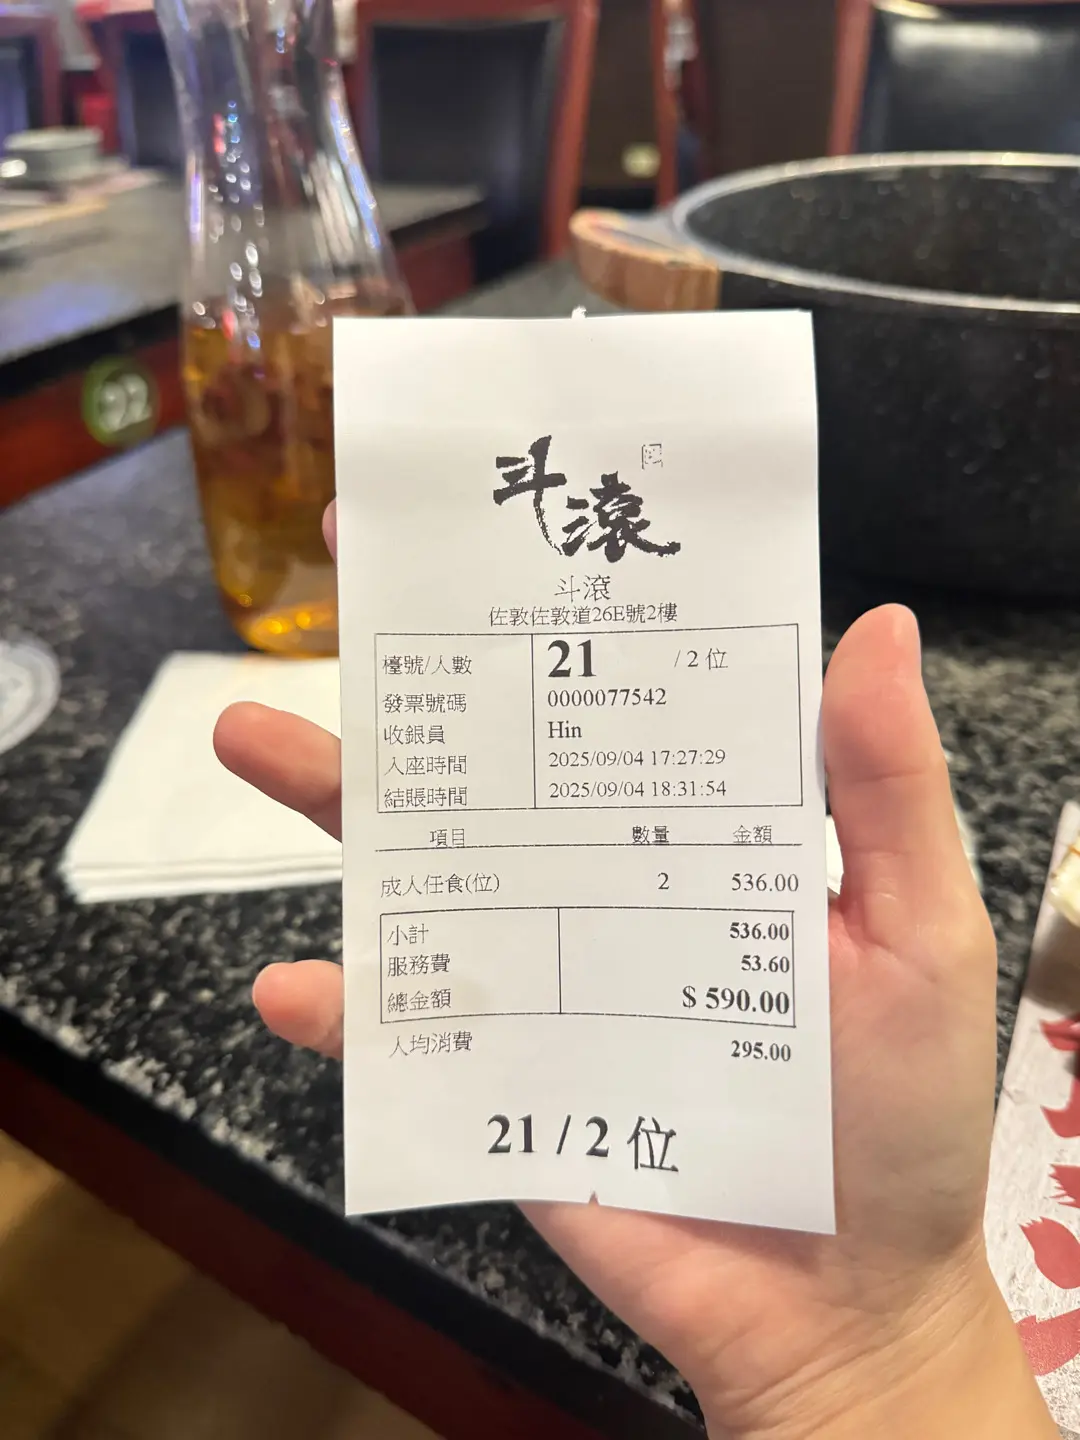 斗滾
斗滾
佐敦佐敦道26E號2樓
檯號/人數 21 / 2 位
發票號碼 0000077542
收銀員 Hin
入座時間 2025/09/04 17:27:29
結賬時間 2025/09/04 18:31:54
項目 數量 金額
成人任食(位) 2 536.00
小計 536.00
服務費 53.60
總金額 $ 590.00
人均消費 295.00
21 / 2 位
22